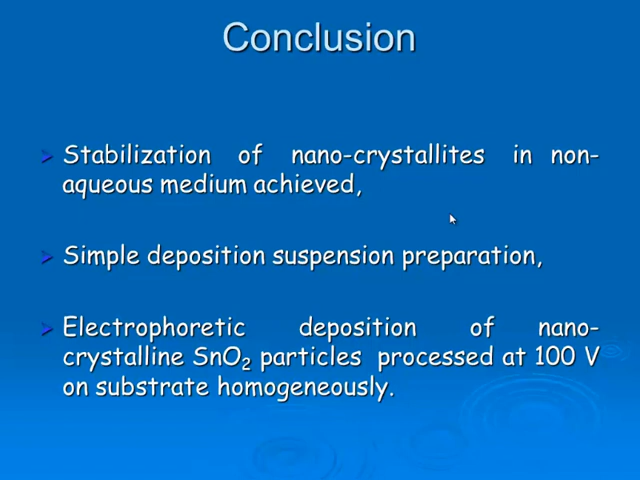 Conclusion
Stabilization of nano-crystallites in non-
aqueous medium achieved,
Simple deposition suspension preparation,
Electrophoretic deposition of nano-
crystalline SnO₂ particles processed at 100 V
on substrate homogeneously.